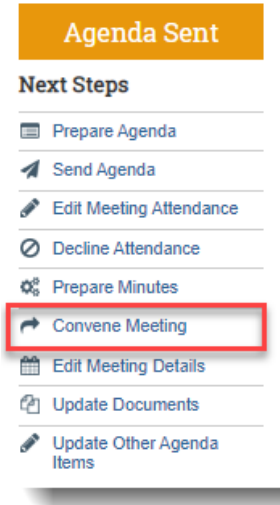 Agenda Sent
Next Steps
Prepare Agenda
Send Agenda
Edit Meeting Attendance
Decline Attendance
Prepare Minutes
Convene Meeting
Edit Meeting Details
Update Documents
Update Other Agenda
Items